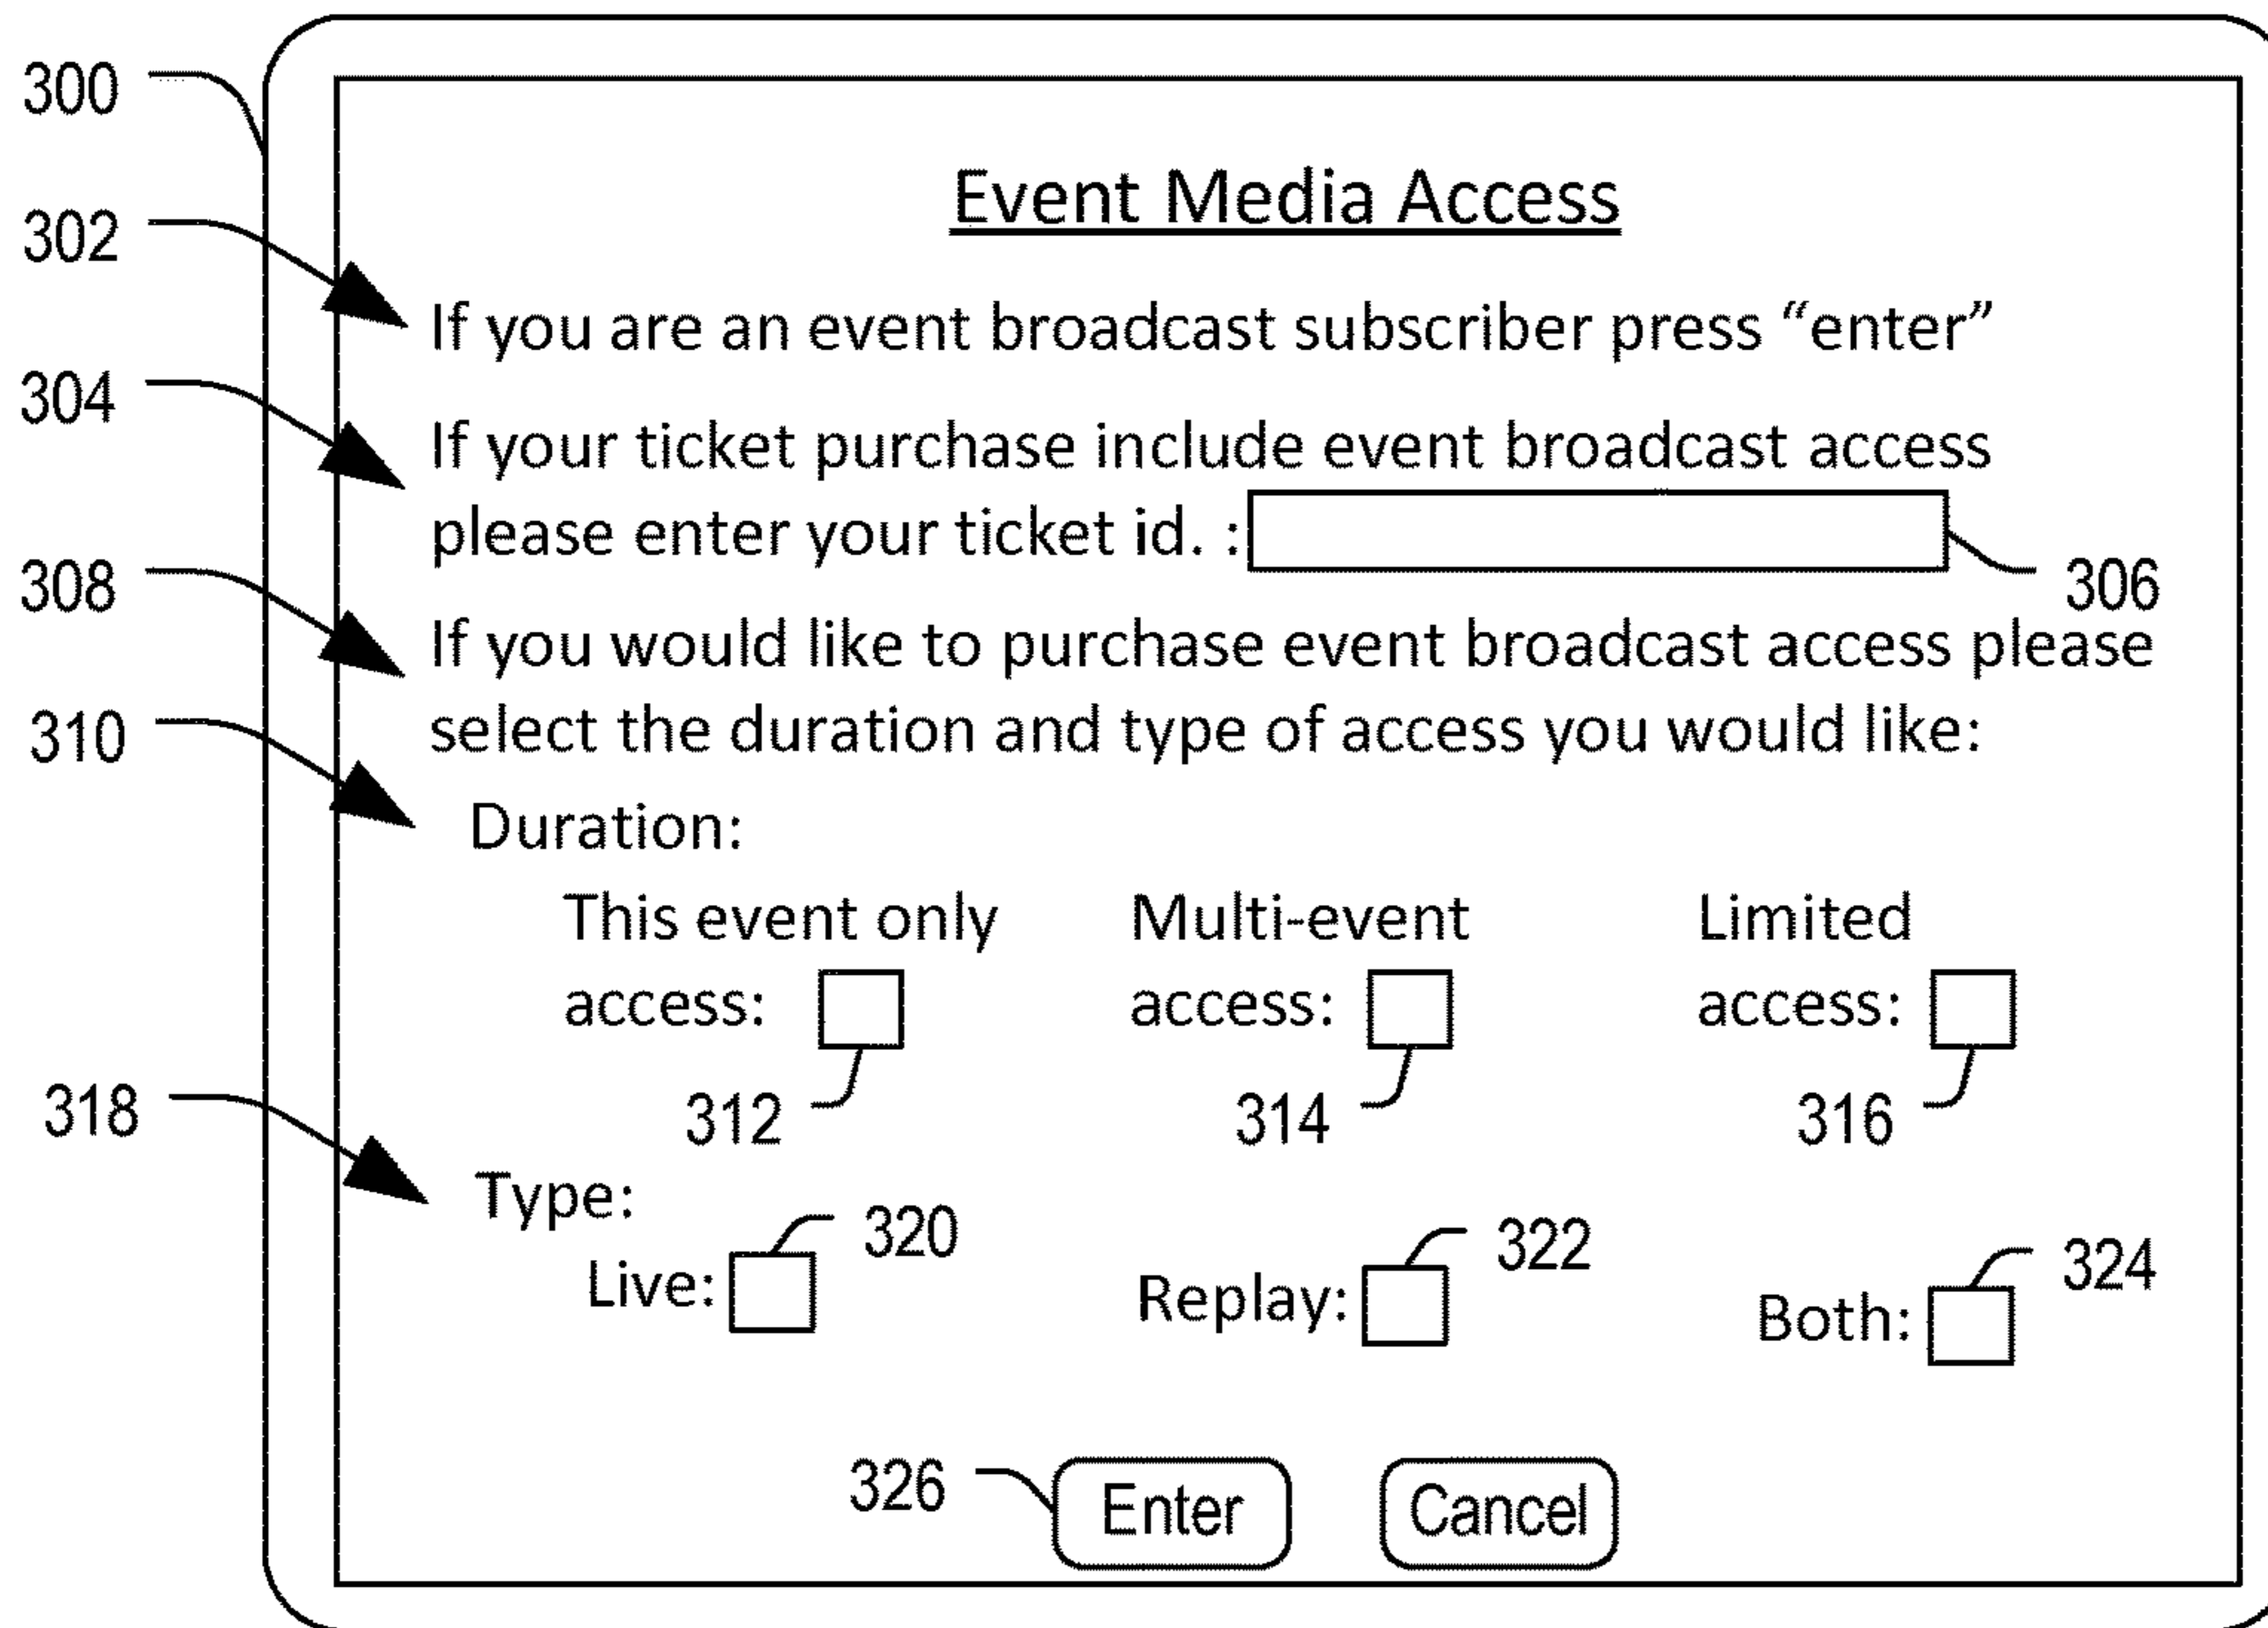 300
Event Media Access
302
If you are an event broadcast subscriber press “enter”
304
If your ticket purchase include event broadcast access
please enter your ticket id. :
306
308
If you would like to purchase event broadcast access please
select the duration and type of access you would like:
310
Duration:
This event only Multi-event Limited
access: access: access:
312 314 316
318
Type:
320 322 324
Live: Replay: Both:
326 Enter Cancel